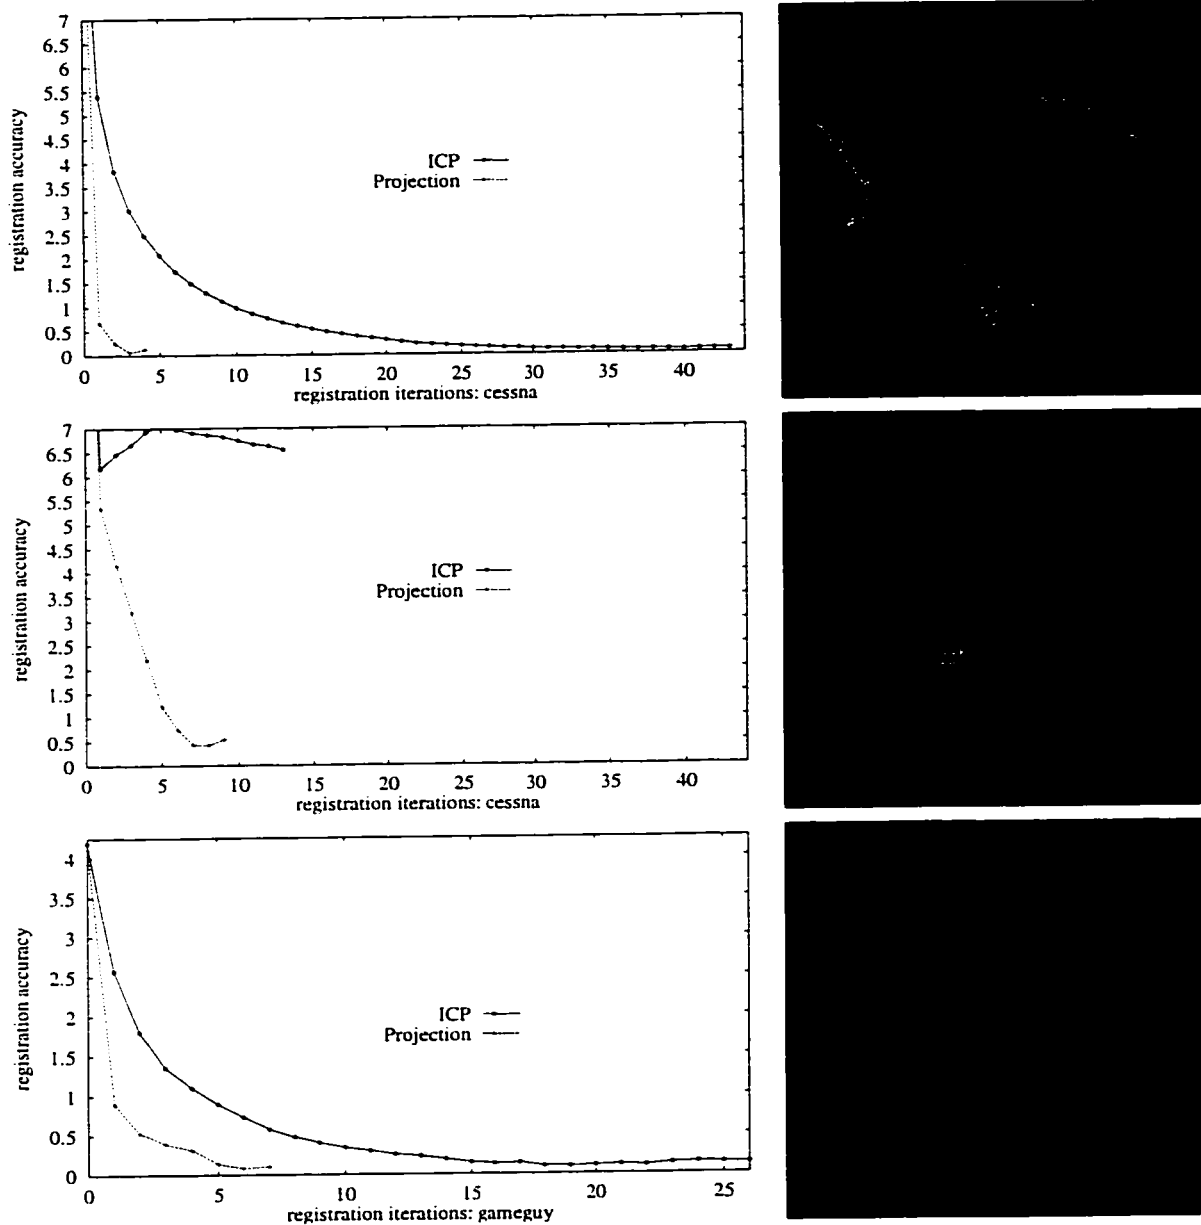 7
6.5
6
5.5
5
4.5
4
3.5
3
2.5
2
1.5
1
0.5
0
registration accuracy
ICP
Projection
0 5 10 15 20 25 30 35 40
registration iterations: cessna
7
6.5
6
5.5
5
4.5
4
3.5
3
2.5
2
1.5
1
0.5
0
registration accuracy
ICP
Projection
0 5 10 15 20 25 30 35 40
registration iterations: cessna
4
3.5
3
2.5
2
1.5
1
0.5
0
registration accuracy
ICP
Projection
0 5 10 15 20 25
registration iterations: gameguy